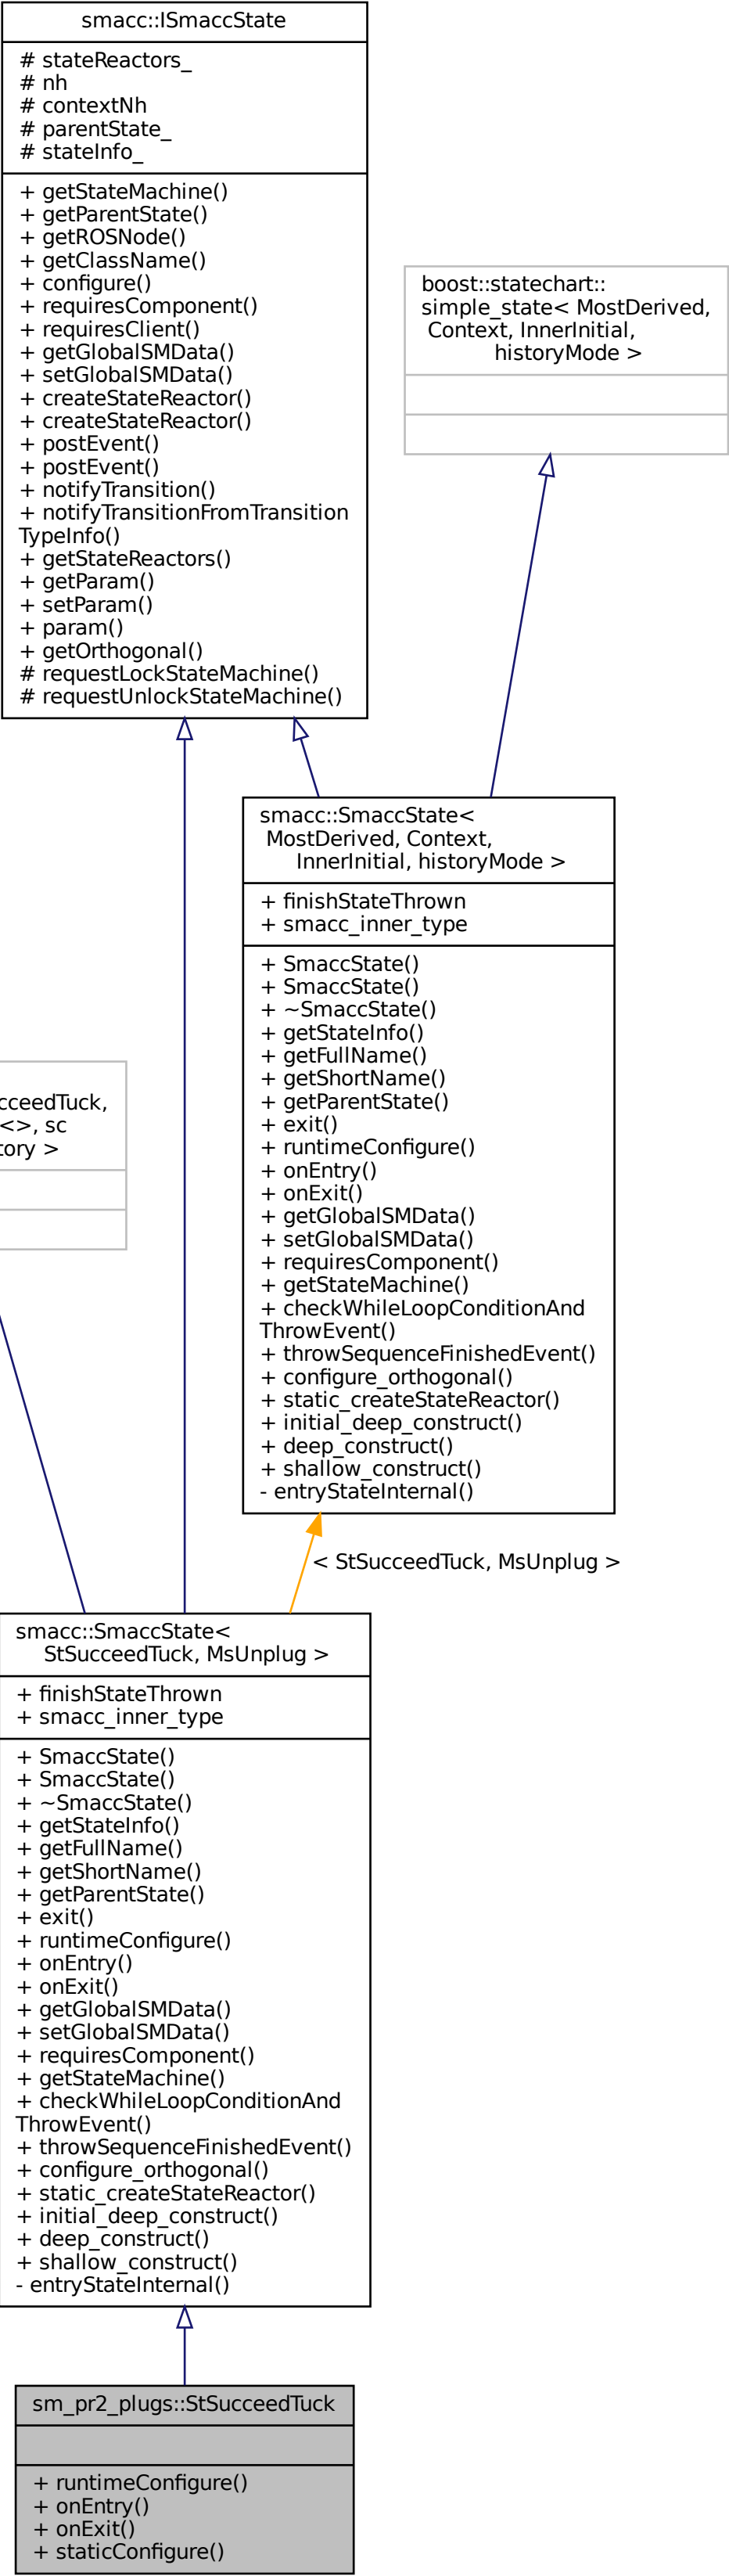 smacc::ISmaccState
# stateReactors_
# nh
# contextNh
# parentState_
# stateInfo_
+ getStateMachine()
+ getParentState()
+ getROSNode()
+ getClassName()
+ configure()
+ requiresComponent()
+ requiresClient()
+ getGlobalSMData()
+ setGlobalSMData()
+ createStateReactor()
+ createStateReactor()
+ postEvent()
+ postEvent()
+ notifyTransition()
+ notifyTransitionFromTransition
TypeInfo()
+ getStateReactors()
+ getParam()
+ setParam()
+ param()
+ getOrthogonal()
# requestLockStateMachine()
# requestUnlockStateMachine()
boost::statechart::
simple_state< MostDerived,
Context, InnerInitial,
historyMode >
smacc::SmaccState<
MostDerived, Context,
InnerInitial, historyMode >
+ finishStateThrown
+ smacc_inner_type
+ SmaccState()
+ SmaccState()
+ ~SmaccState()
+ getStateInfo()
+ getFullName()
+ getShortName()
+ getParentState()
+ exit()
+ runtimeConfigure()
+ onEntry()
+ onExit()
+ getGlobalSMData()
+ setGlobalSMData()
+ requiresComponent()
+ getStateMachine()
+ checkWhileLoopConditionAnd
ThrowEvent()
+ throwSequenceFinishedEvent()
+ configure_orthogonal()
+ static_createStateReactor()
+ initial_deep_construct()
+ deep_construct()
+ shallow_construct()
- entryStateInternal()
cceedTuck,
<>, sc
tory >
< StSucceedTuck, MsUnplug >
smacc::SmaccState<
StSucceedTuck, MsUnplug >
+ finishStateThrown
+ smacc_inner_type
+ SmaccState()
+ SmaccState()
+ ~SmaccState()
+ getStateInfo()
+ getFullName()
+ getShortName()
+ getParentState()
+ exit()
+ runtimeConfigure()
+ onEntry()
+ onExit()
+ getGlobalSMData()
+ setGlobalSMData()
+ requiresComponent()
+ getStateMachine()
+ checkWhileLoopConditionAnd
ThrowEvent()
+ throwSequenceFinishedEvent()
+ configure_orthogonal()
+ static_createStateReactor()
+ initial_deep_construct()
+ deep_construct()
+ shallow_construct()
- entryStateInternal()
sm_pr2_plugs::StSucceedTuck
+ runtimeConfigure()
+ onEntry()
+ onExit()
+ staticConfigure()